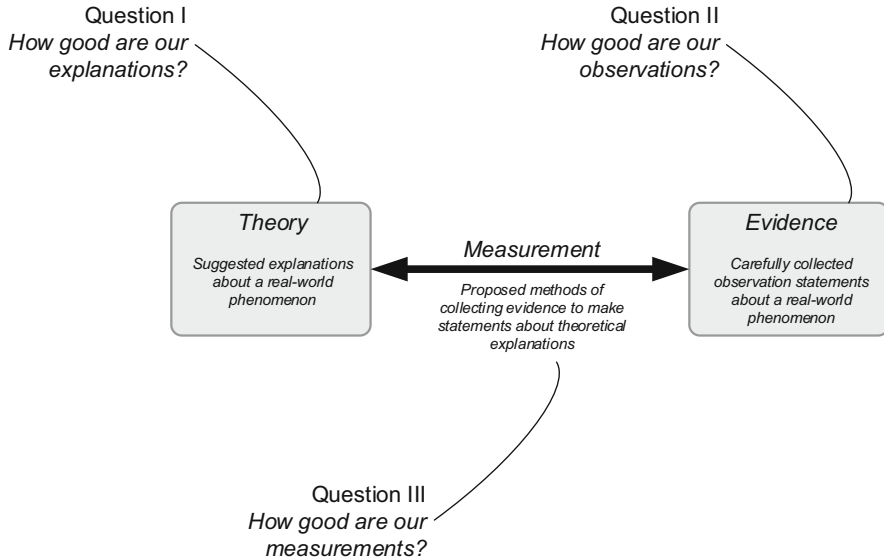 Question I
How good are our
explanations?
Question II
How good are our
observations?
Theory
Suggested explanations
about a real-world
phenomenon
Measurement
Proposed methods of
collecting evidence to make
statements about theoretical
explanations
Evidence
Carefully collected
observation statements
about a real-world
phenomenon
Question III
How good are our
measurements?